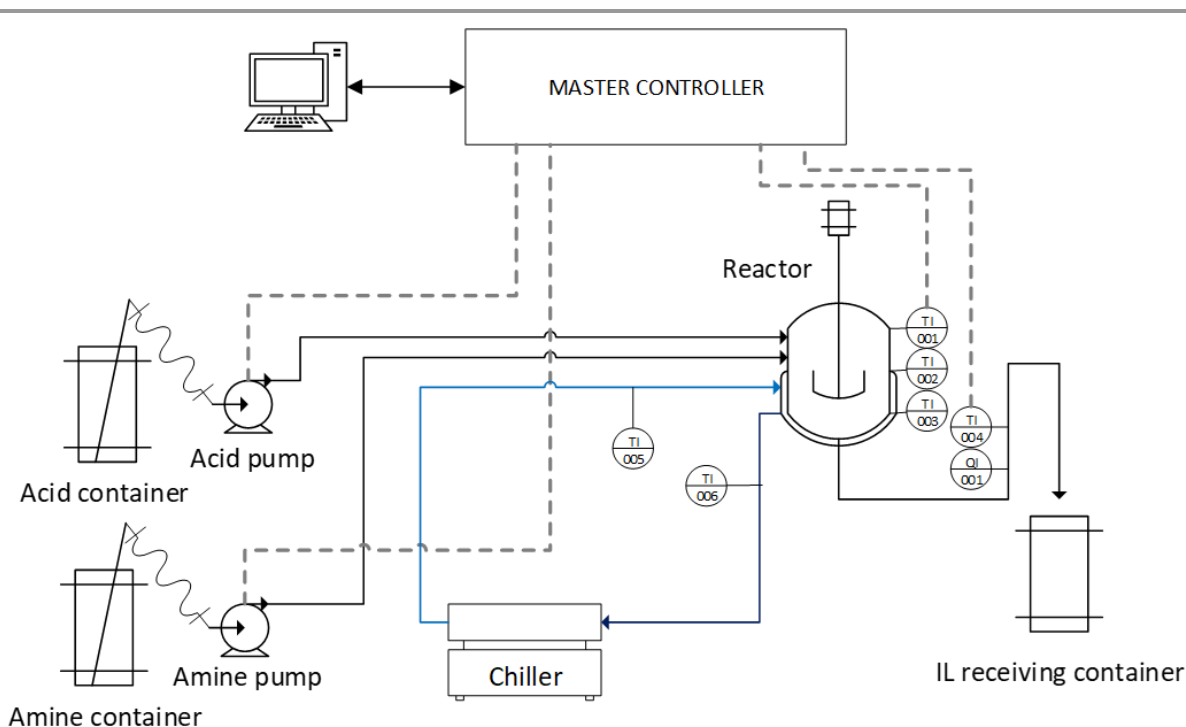 MASTER CONTROLLER
Reactor
TI
001
TI
002
TI
003
TI
004
QI
001
TI
005
TI
006
Acid pump
Acid container
Amine pump
Amine container
Chiller
IL receiving container